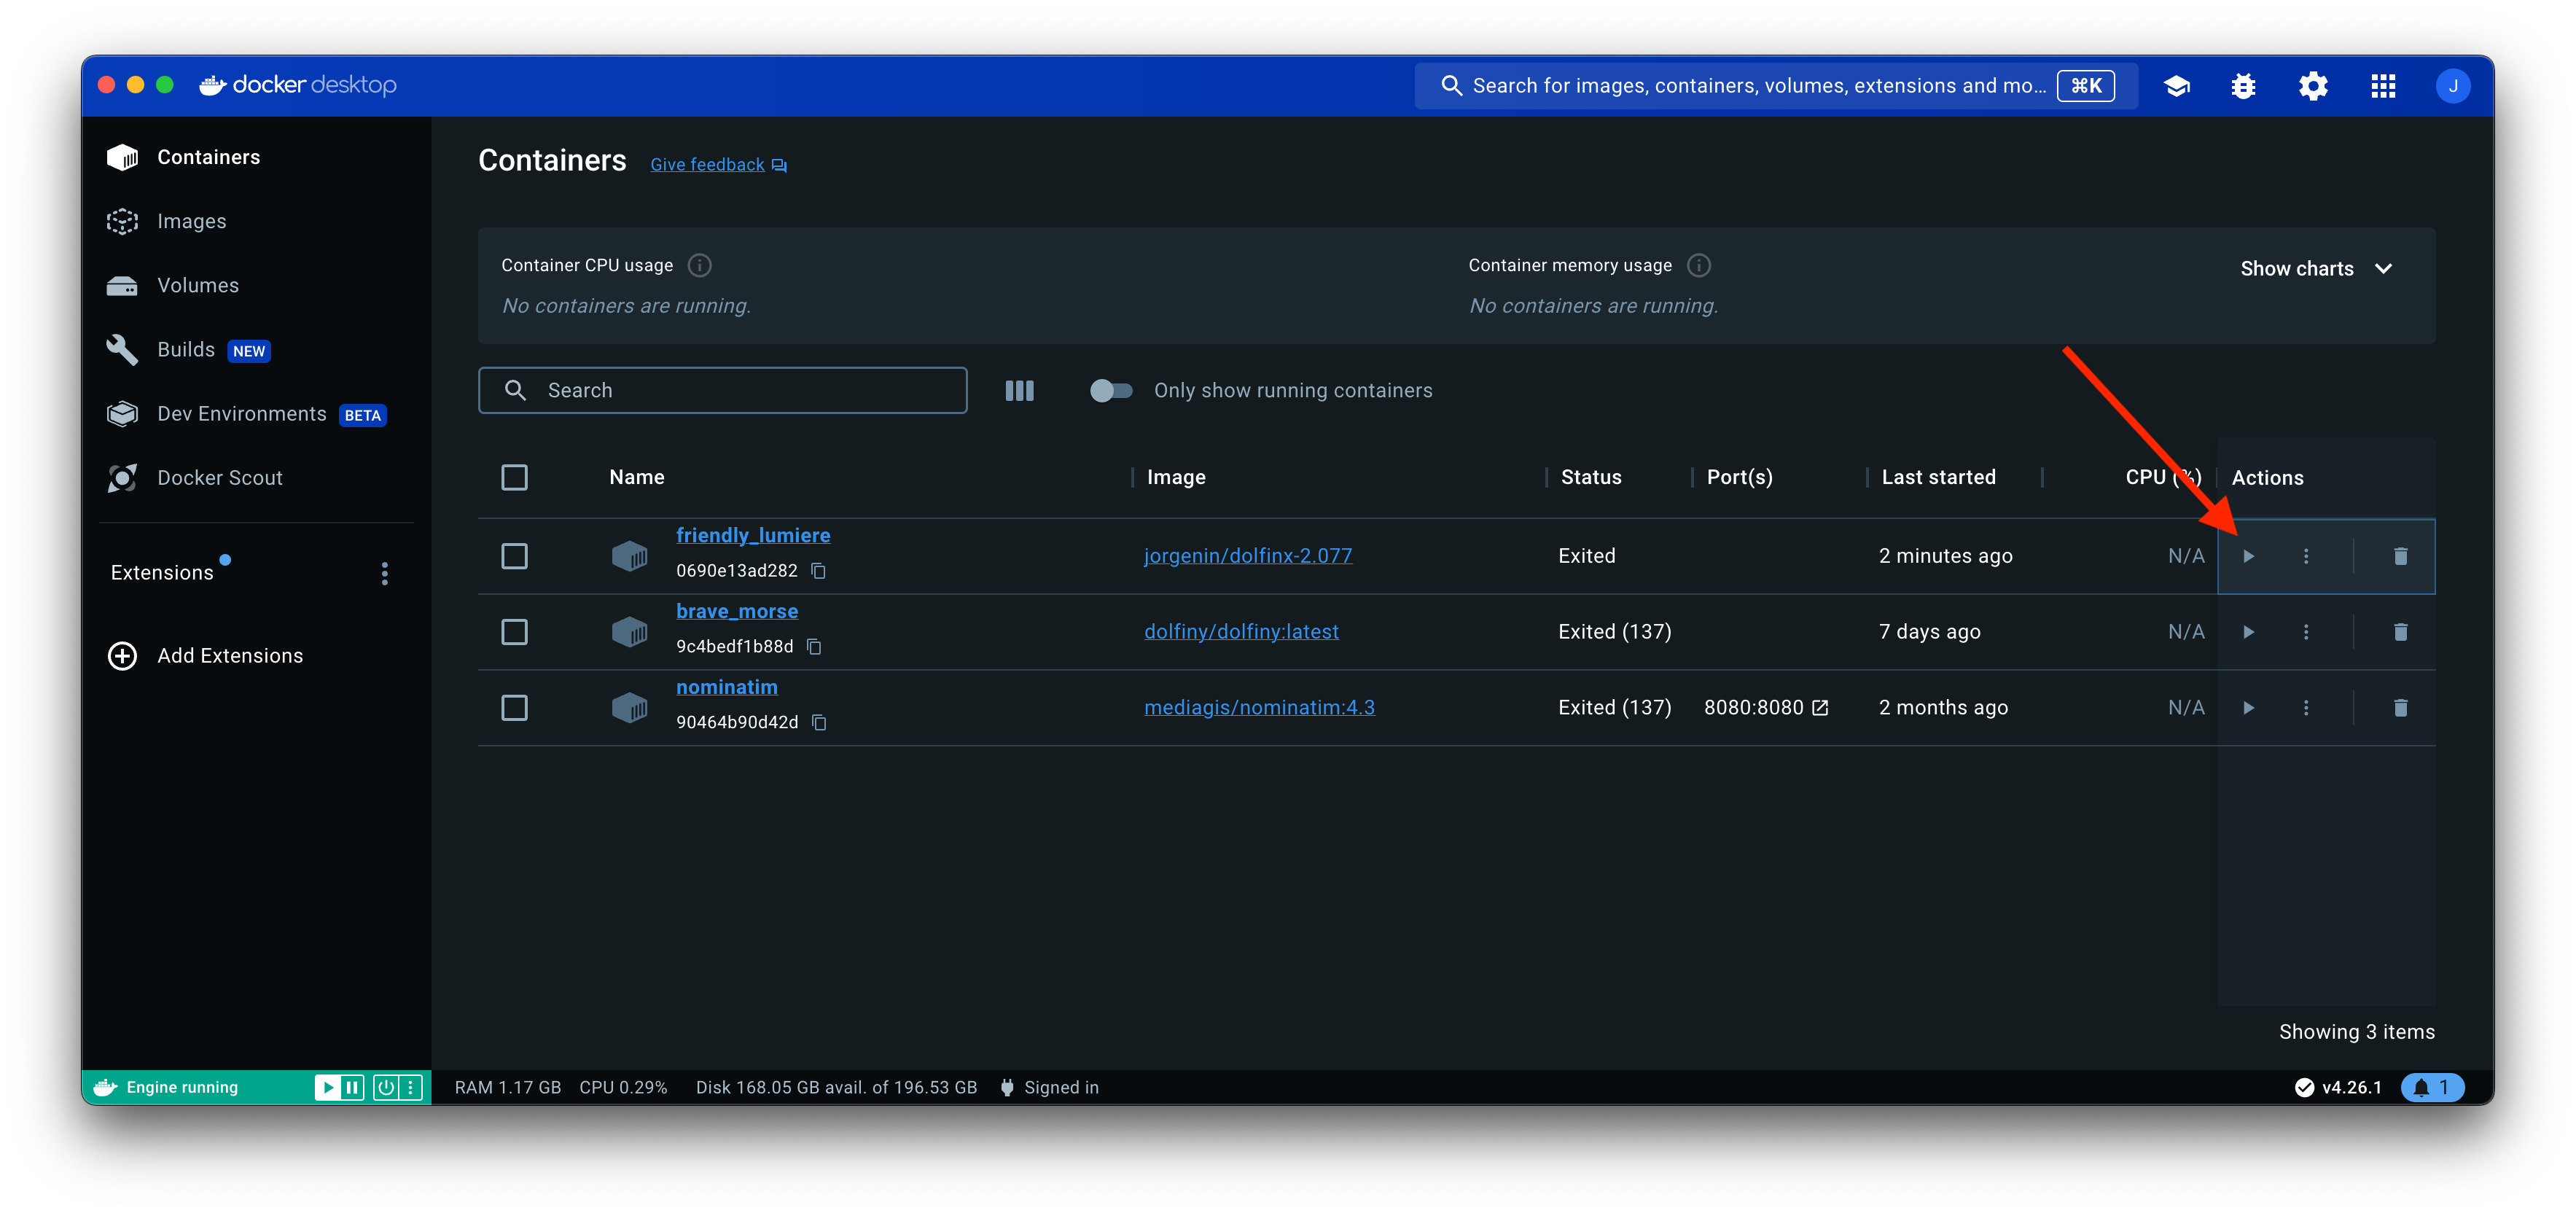 docker desktop
Search for images, containers, volumes, extensions and mo... ⌘K
J
Containers
Images
Volumes
Builds NEW
Dev Environments BETA
Docker Scout
Extensions
Add Extensions
Containers Give feedback
Container CPU usage
No containers are running.
Container memory usage
No containers are running.
Show charts
Search
Only show running containers
Name Image Status Port(s) Last started CPU (%) Actions
friendly_lumiere
0690e13ad282
jorgenin/dolfinx-2.077 Exited 2 minutes ago N/A
brave_morse
9c4bedf1b88d
dolfiny/dolfiny:latest Exited (137) 7 days ago N/A
nominatim
90464b90d42d
mediagis/nominatim:4.3 Exited (137) 8080:8080 2 months ago N/A
Showing 3 items
Engine running
RAM 1.17 GB CPU 0.29% Disk 168.05 GB avail. of 196.53 GB Signed in
v4.26.1 1